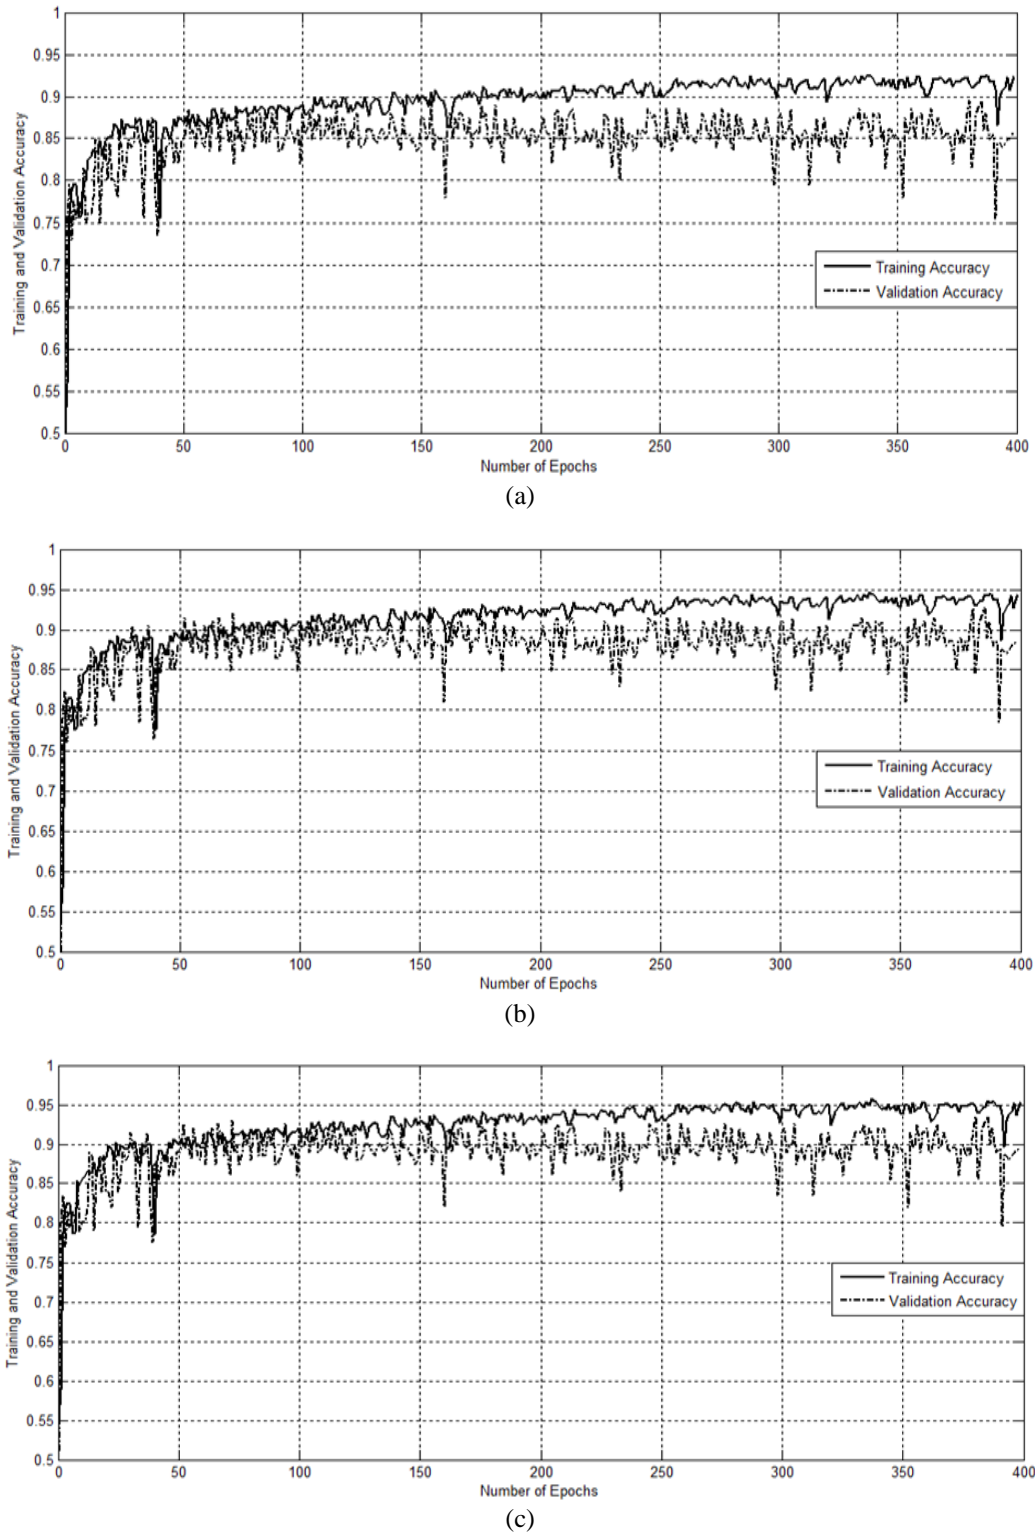 1
0.95
0.9
0.85
0.8
0.75
0.7
0.65
0.6
0.55
0.5
Training and Validation Accuracy
Training Accuracy
Validation Accuracy
0 50 100 150 200 250 300 350 400
Number of Epochs
(a)
1
0.95
0.9
0.85
0.8
0.75
0.7
0.65
0.6
0.55
0.5
Training and Validation Accuracy
Training Accuracy
Validation Accuracy
0 50 100 150 200 250 300 350 400
Number of Epochs
(b)
1
0.95
0.9
0.85
0.8
0.75
0.7
0.65
0.6
0.55
0.5
Training and Validation Accuracy
Training Accuracy
Validation Accuracy
0 50 100 150 200 250 300 350 400
Number of Epochs
(c)